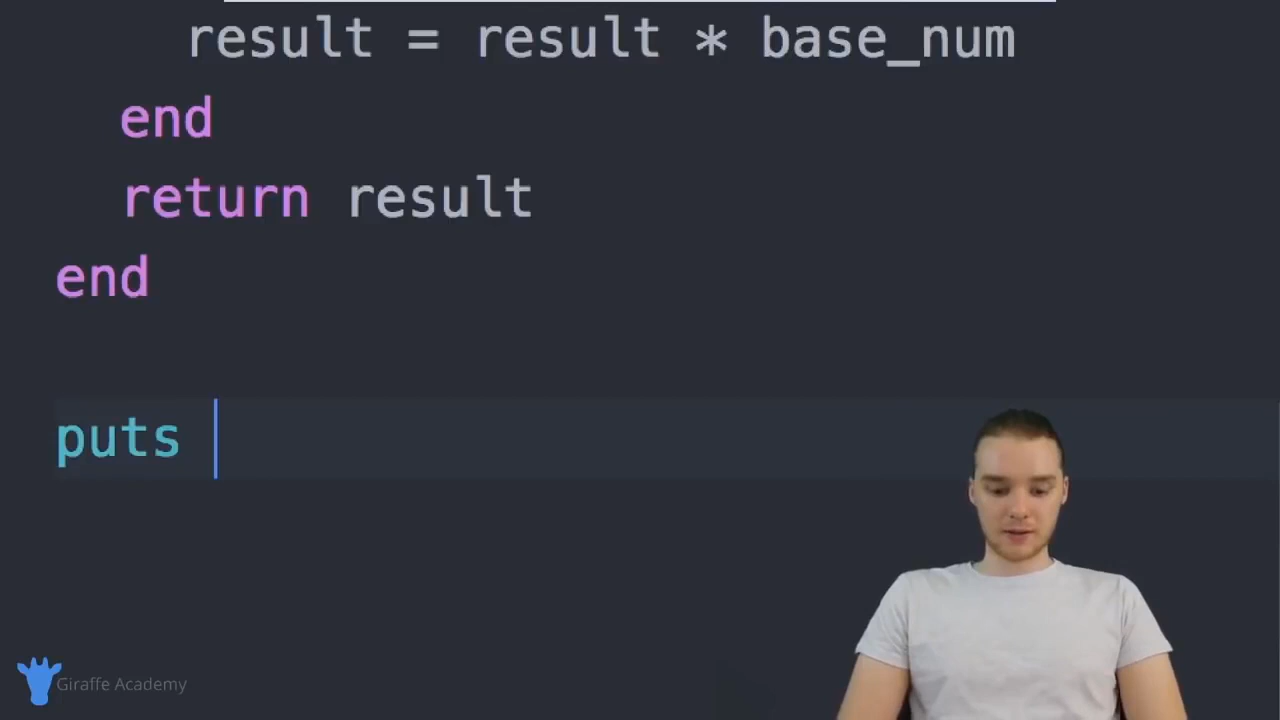 result = result * base_num
end
return result
end
puts
Giraffe Academy